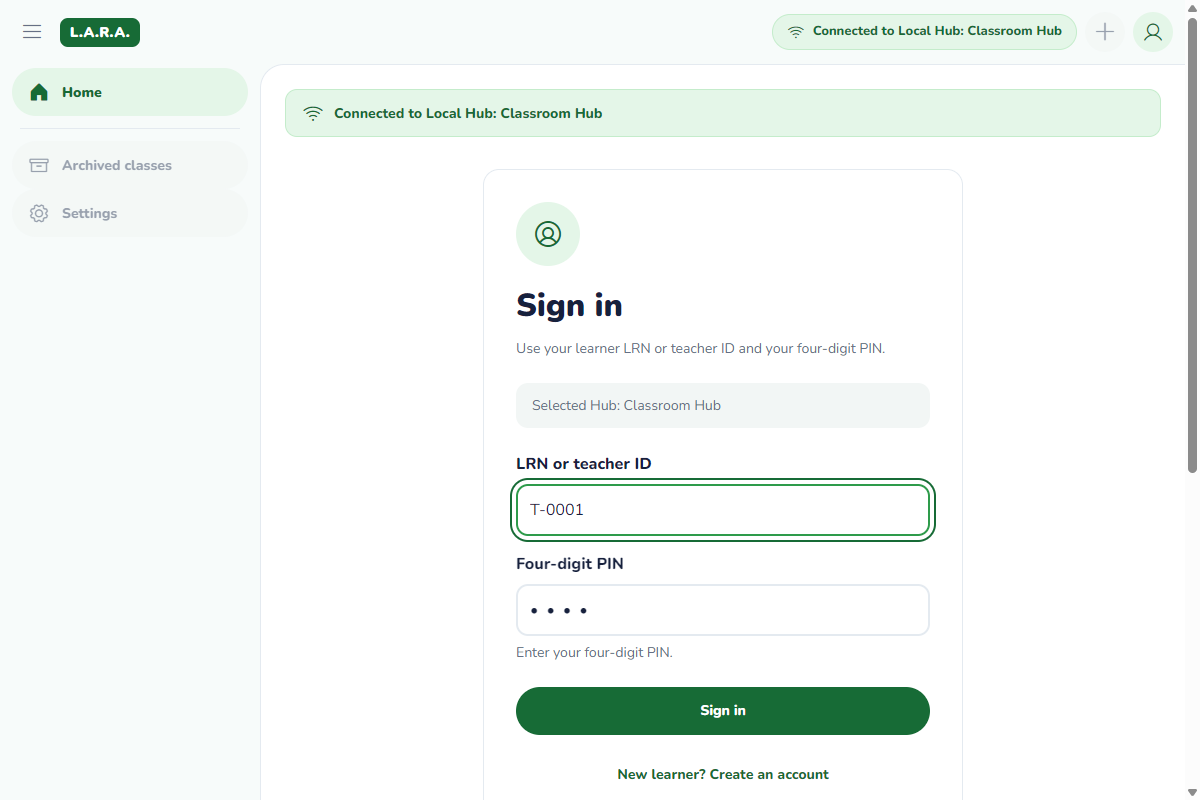 L.A.R.A.
Connected to Local Hub: Classroom Hub
Home
Archived classes
Settings
Connected to Local Hub: Classroom Hub
Sign in
Use your learner LRN or teacher ID and your four-digit PIN.
Selected Hub: Classroom Hub
LRN or teacher ID
T-0001
Four-digit PIN
• • • •
Enter your four-digit PIN.
Sign in
New learner? Create an account